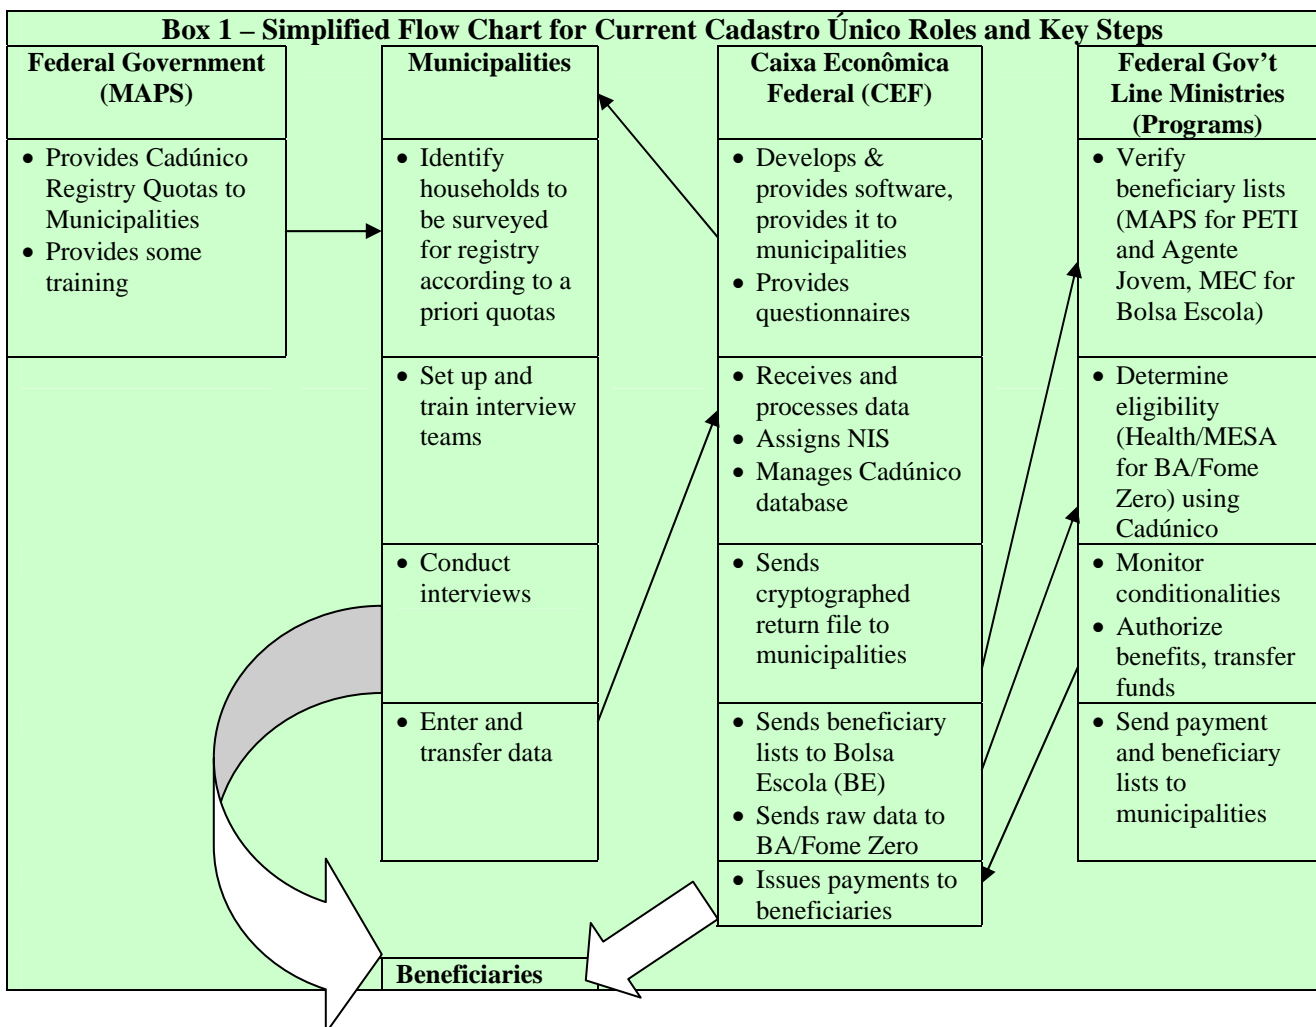 Box 1 – Simplified Flow Chart for Current Cadastro Único Roles and Key Steps
Federal Government
(MAPS)
• Provides Cadúnico
Registry Quotas to
Municipalities
• Provides some
training
Municipalities
• Identify
households to
be surveyed
for registry
according to a
priori quotas
• Set up and
train interview
teams
• Conduct
interviews
• Enter and
transfer data
Caixa Econômica
Federal (CEF)
• Develops &
provides software,
provides it to
municipalities
• Provides
questionnaires
• Receives and
processes data
• Assigns NIS
• Manages Cadúnico
database
• Sends
cryptographed
return file to
municipalities
• Sends beneficiary
lists to Bolsa
Escola (BE)
• Sends raw data to
BA/Fome Zero
• Issues payments to
beneficiaries
Federal Gov't
Line Ministries
(Programs)
• Verify
beneficiary lists
(MAPS for PETI
and Agente
Jovem, MEC for
Bolsa Escola)
• Determine
eligibility
(Health/MESA
for BA/Fome
Zero) using
Cadúnico
• Monitor
conditionalities
• Authorize
benefits, transfer
funds
• Send payment
and beneficiary
lists to
municipalities
Beneficiaries